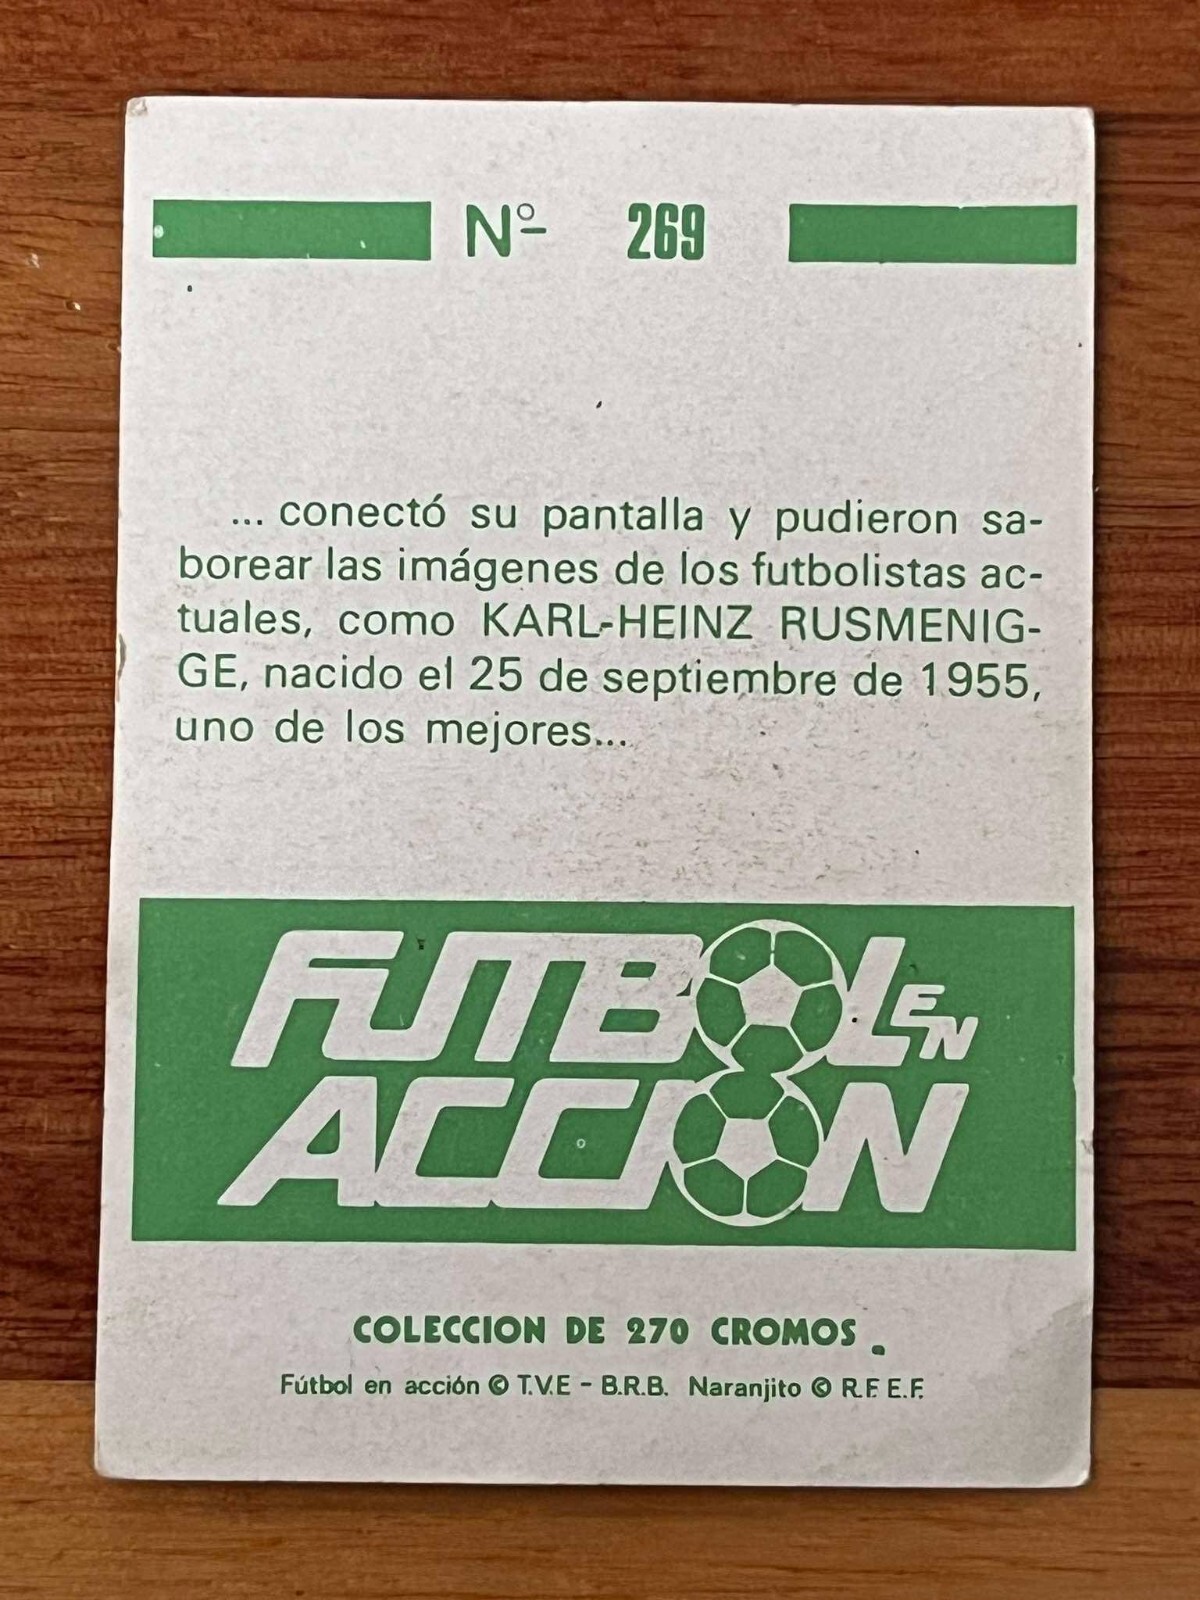 Nº 269
... conectó su pantalla y pudieron sa-
borear las imágenes de los futbolistas ac-
tuales, como KARL-HEINZ RUSMENIG-
GE, nacido el 25 de septiembre de 1955,
uno de los mejores...
FUTBOL EN
ACCION
COLECCION DE 270 CROMOS.
Fútbol en acción © T.V.E - B.R.B. Naranjito © R.F.E.F.